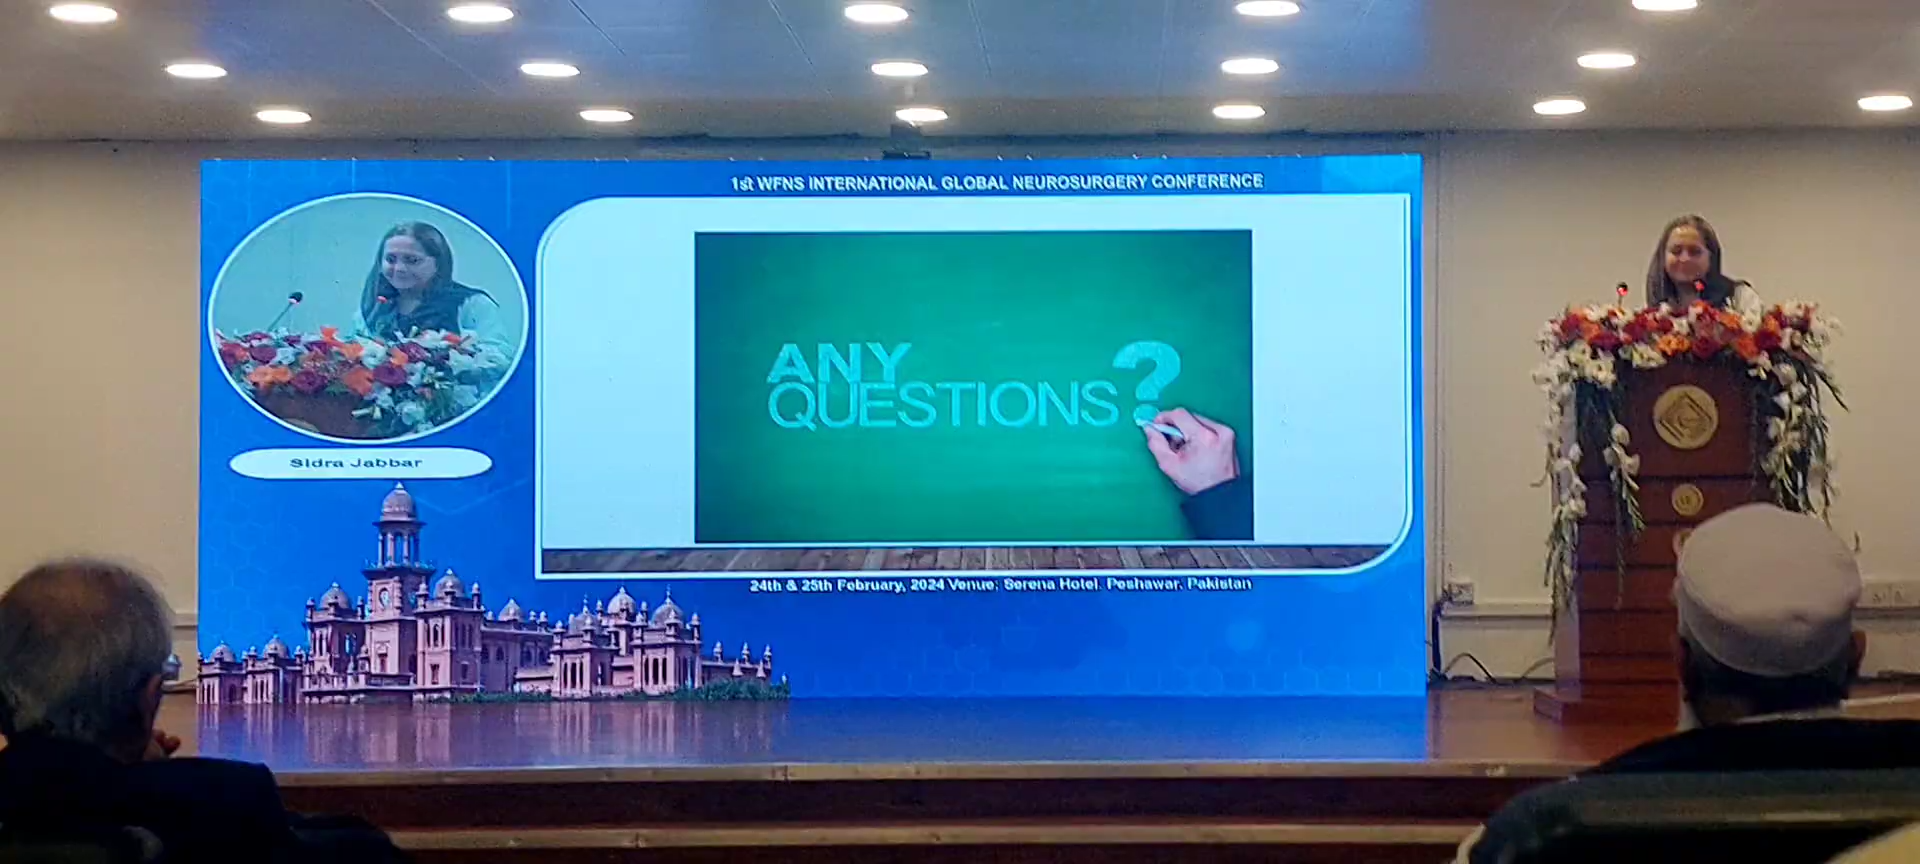 1st WFNS INTERNATIONAL GLOBAL NEUROSURGERY CONFERENCE
ANY
QUESTIONS?
Sidra Jabbar
24th & 25th February, 2024 Venue: Serena Hotel, Peshawar, Pakistan